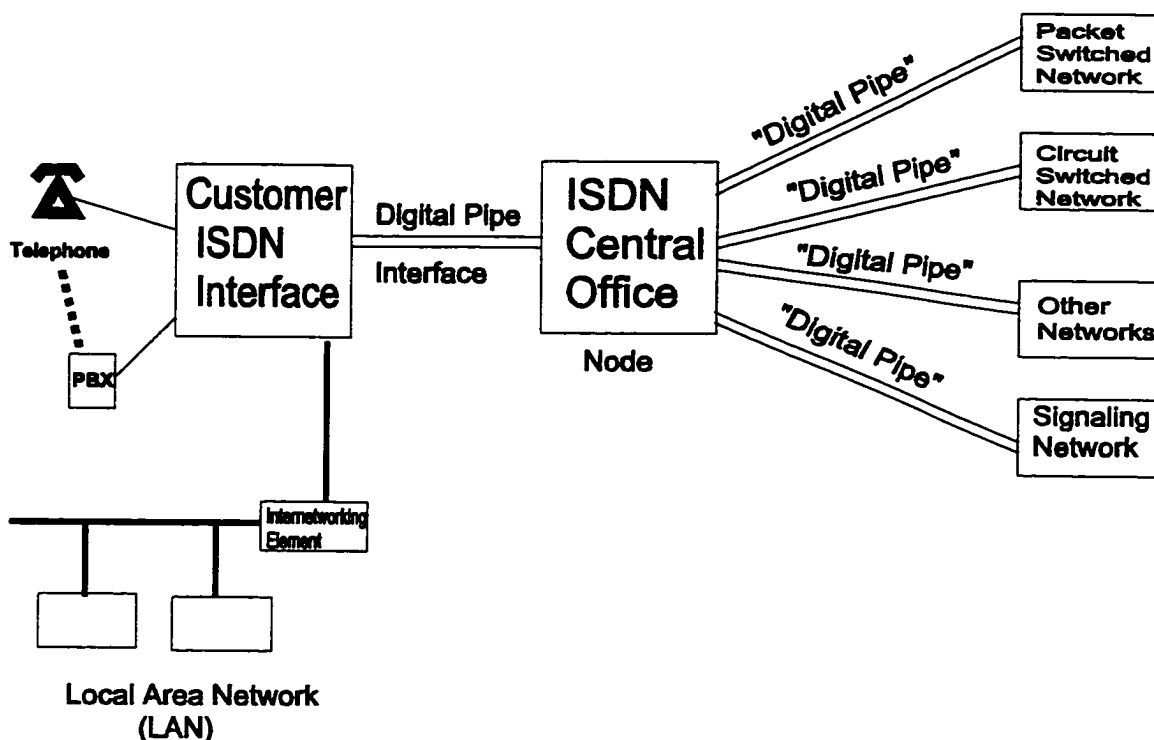 Telephone
PBX
Customer
ISDN
Interface
Digital Pipe
Interface
ISDN
Central
Office
Node
"Digital Pipe"
"Digital Pipe"
"Digital Pipe"
"Digital Pipe"
Packet
Switched
Network
Circuit
Switched
Network
Other
Networks
Signaling
Network
Internetworking
Element
Local Area Network
(LAN)